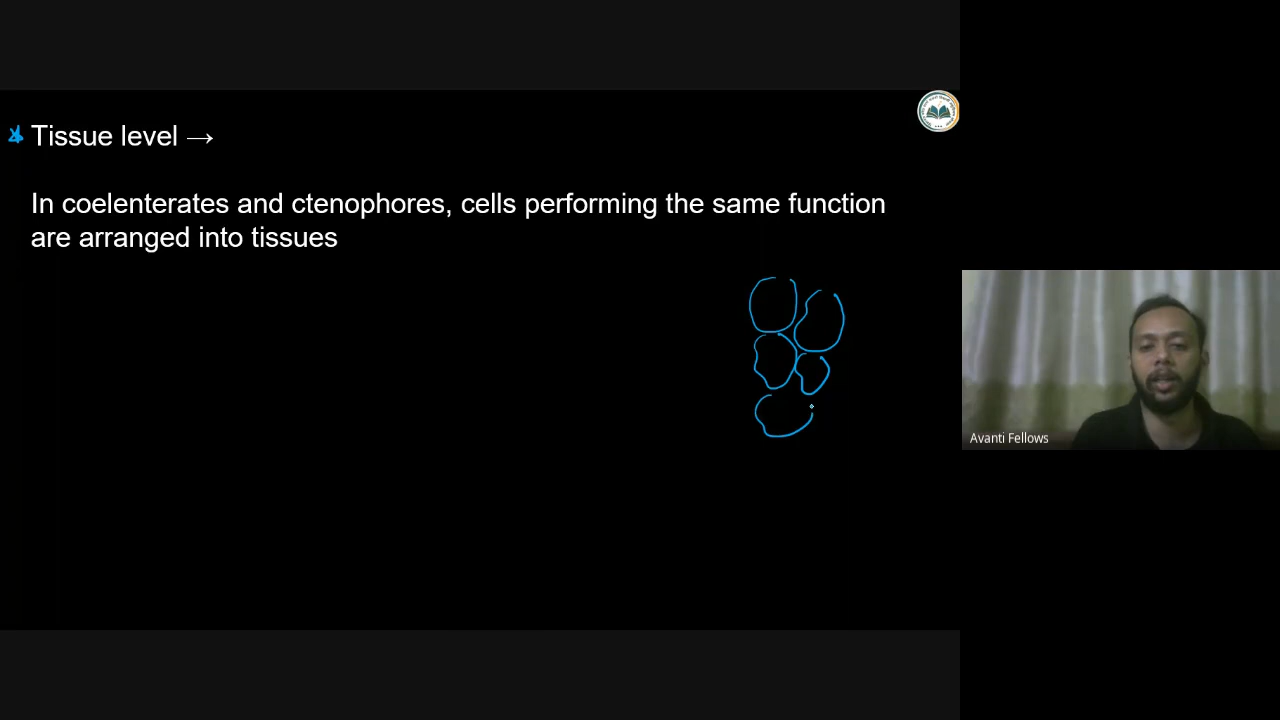 Tissue level →
In coelenterates and ctenophores, cells performing the same function
are arranged into tissues
Avanti Fellows